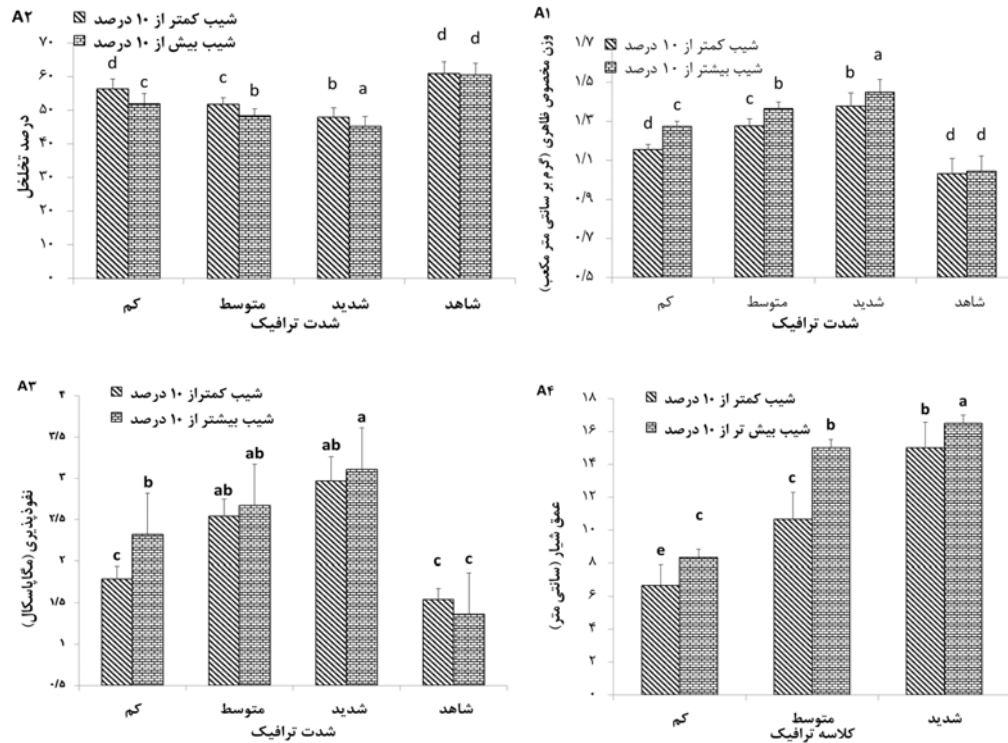 A۲
شیب کمتر از ۱۰ درصد
شیب بیش از ۱۰ درصد
درصد تخلخل
۷۰
۶۰
۵۰
۴۰
۳۰
۲۰
۱۰
۰
d c c b b a d d
کم متوسط شدید شاهد
شدت ترافیک
A۱
شیب کمتر از ۱۰ درصد
شیب بیشتر از ۱۰ درصد
وزن مخصوص ظاهری (گرم بر سانتی متر مکعب)
۱/۷
۱/۵
۱/۳
۱/۱
۰/۹
۰/۷
۰/۵
d c c b b a d d
کم متوسط شدید شاهد
شدت ترافیک
A۳
شیب کمتراز ۱۰ درصد
شیب بیشتر از ۱۰ درصد
نفوذپذیری (مگاپاسکال)
۴
۳/۵
۳
۲/۵
۲
۱/۵
۱
۰/۵
c b ab ab ab a c c
کم متوسط شدید شاهد
شدت ترافیک
A۴
شیب کمتر از ۱۰ درصد
شیب بیش تر از ۱۰ درصد
عمق شیار (سانتی متر)
۱۸
۱۶
۱۴
۱۲
۱۰
۸
۶
۴
۲
۰
e c c b b a
کم متوسط شدید
کلاسه ترافیک